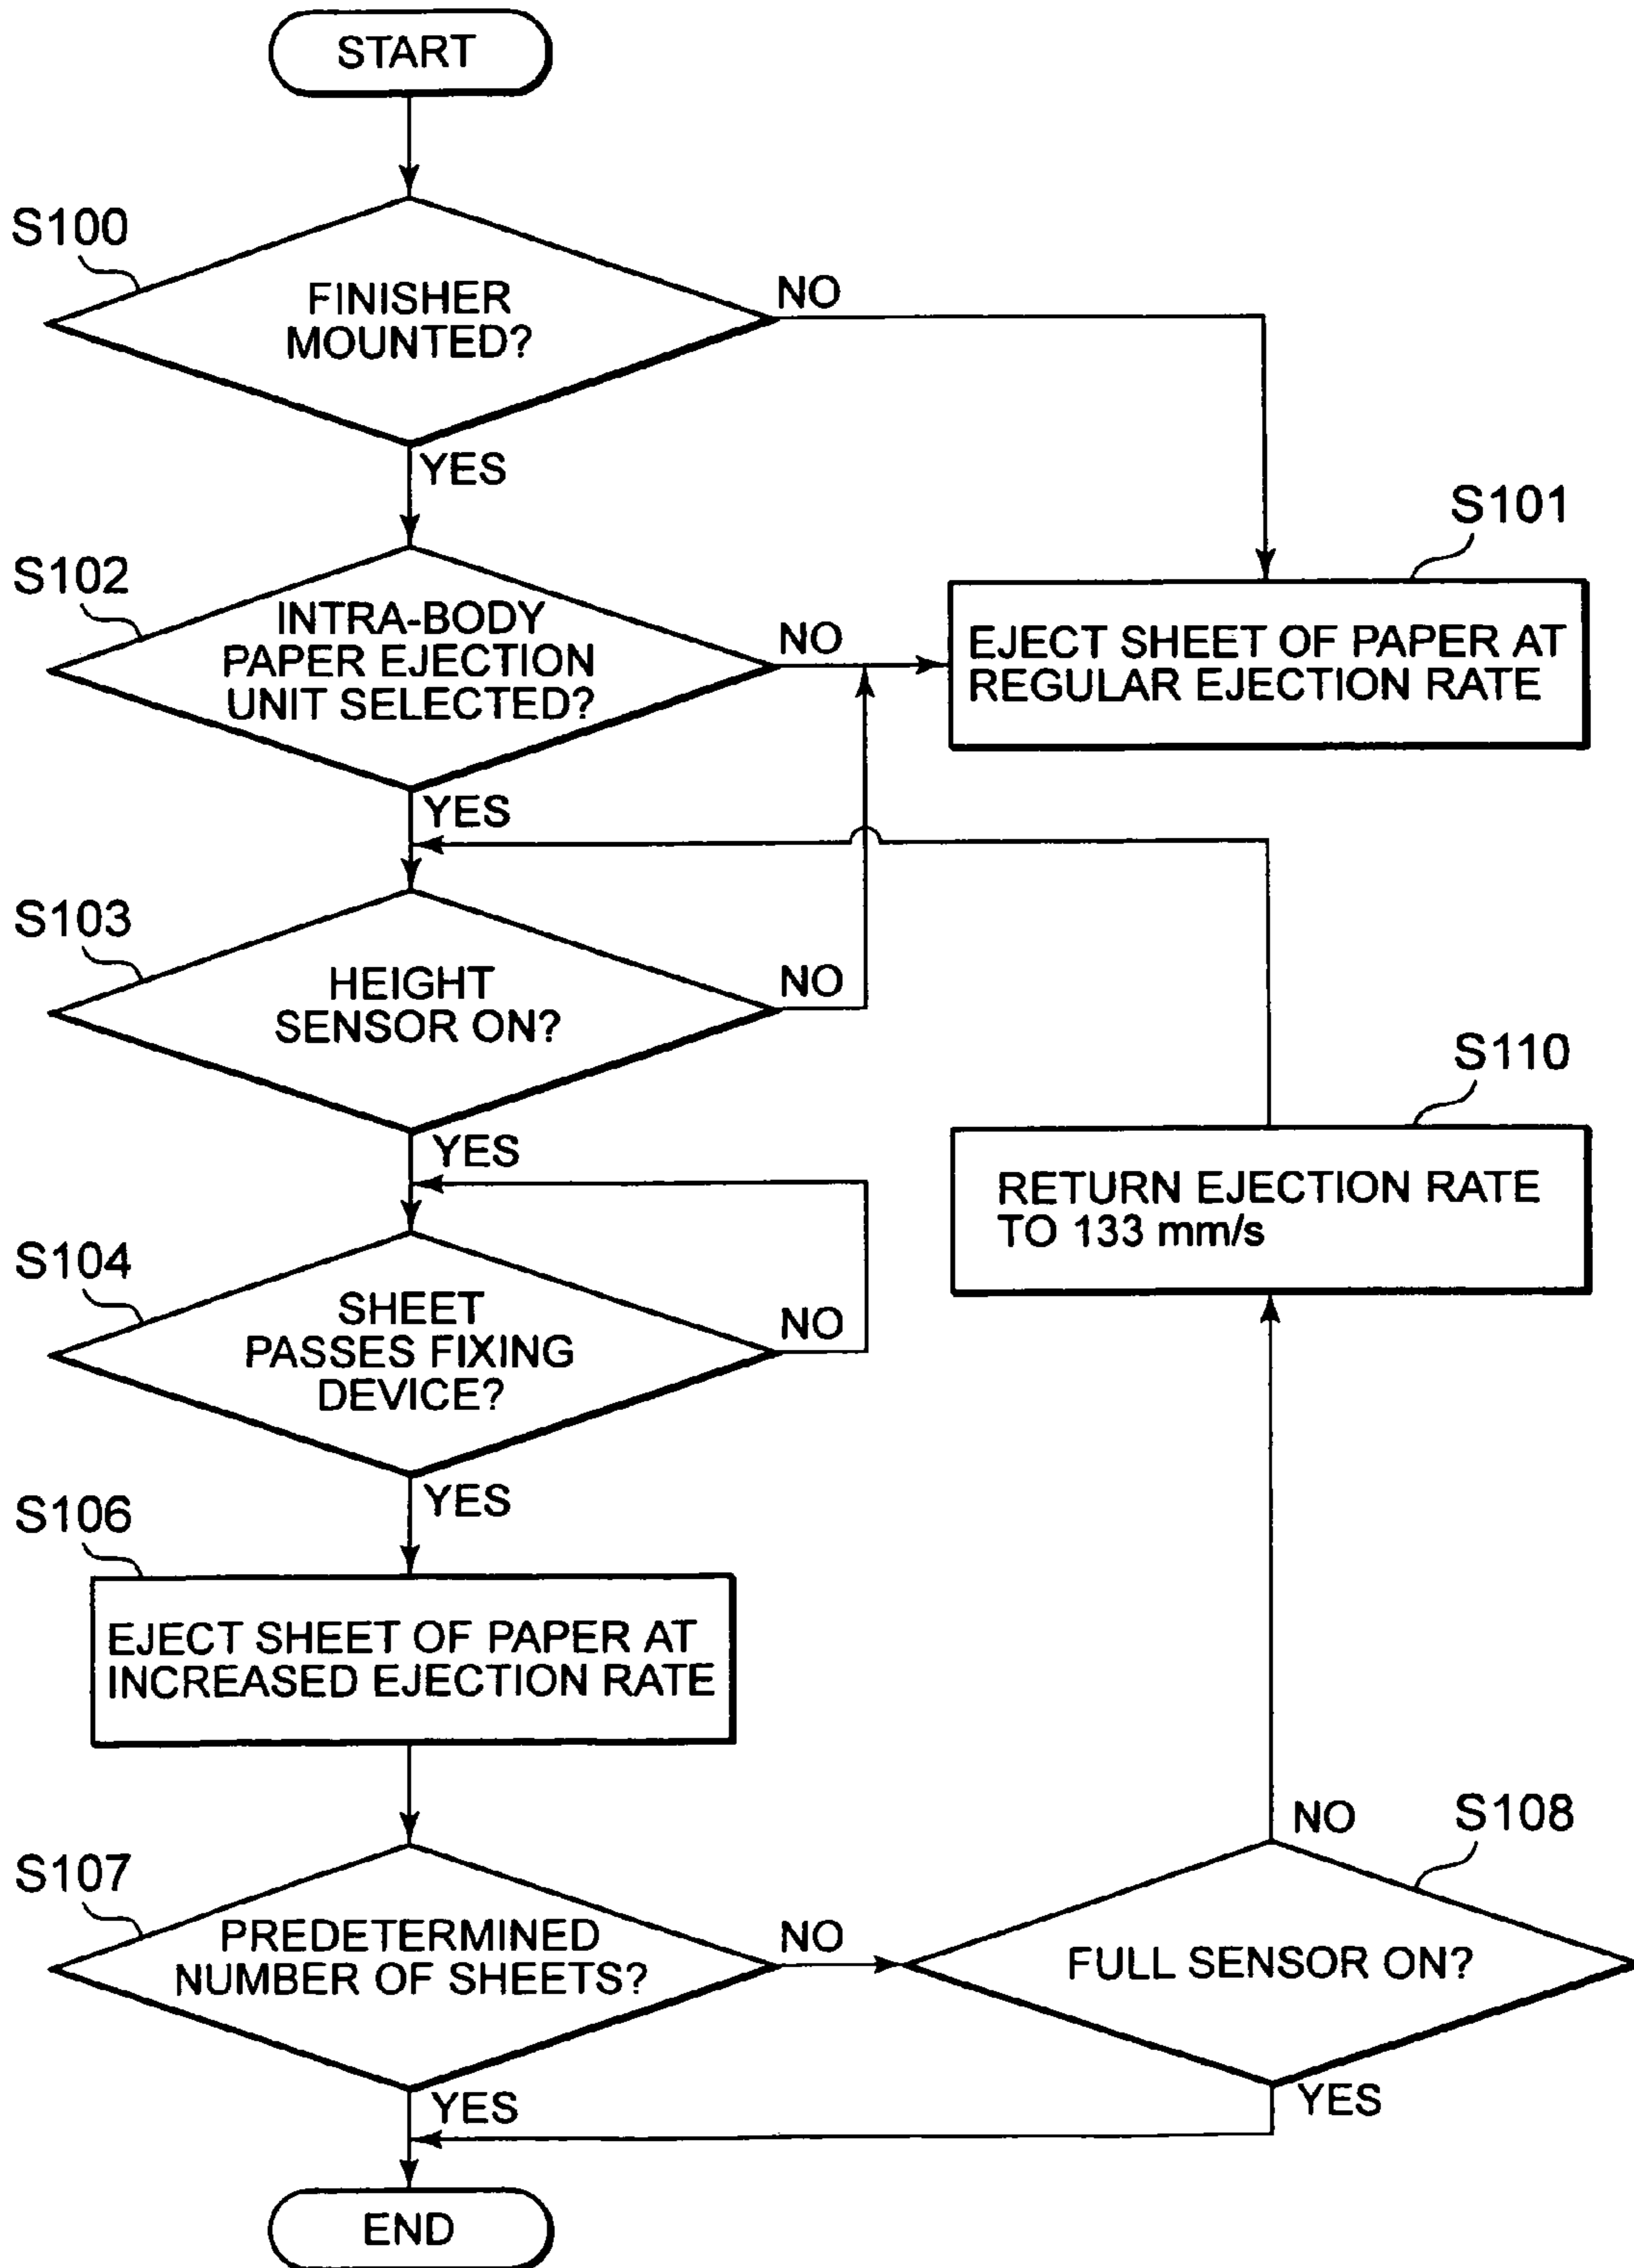 START
S100
FINISHER
MOUNTED?
NO
YES
S101
EJECT SHEET OF PAPER AT
REGULAR EJECTION RATE
S102
INTRA-BODY
PAPER EJECTION
UNIT SELECTED?
NO
YES
S103
HEIGHT
SENSOR ON?
NO
YES
S110
RETURN EJECTION RATE
TO 133 mm/s
S104
SHEET
PASSES FIXING
DEVICE?
NO
YES
S106
EJECT SHEET OF PAPER AT
INCREASED EJECTION RATE
S107
PREDETERMINED
NUMBER OF SHEETS?
NO
YES
S108
NO
FULL SENSOR ON?
YES
END